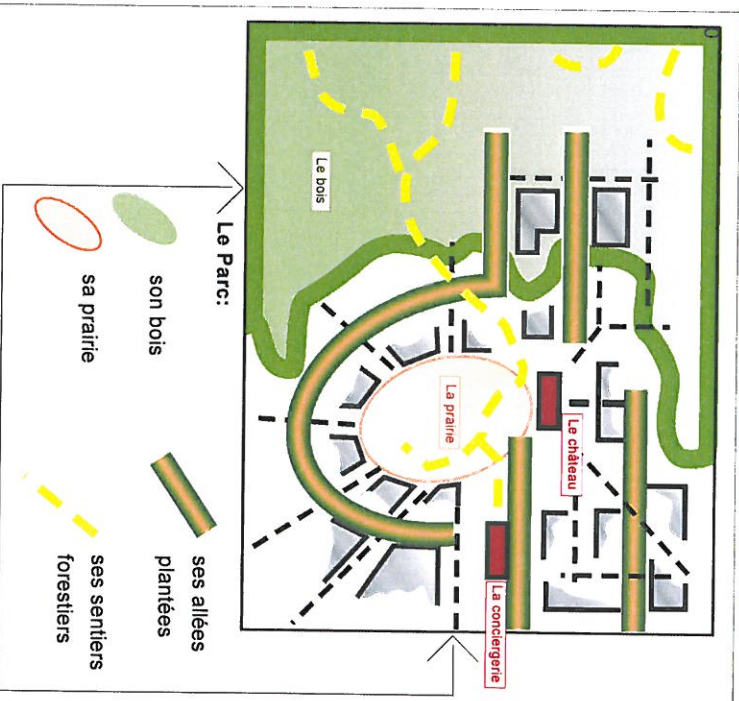 Le bois
La prairie
Le château
La conciergerie
Le Parc:
son bois
sa prairie
ses allées
plantées
ses sentiers
forestiers